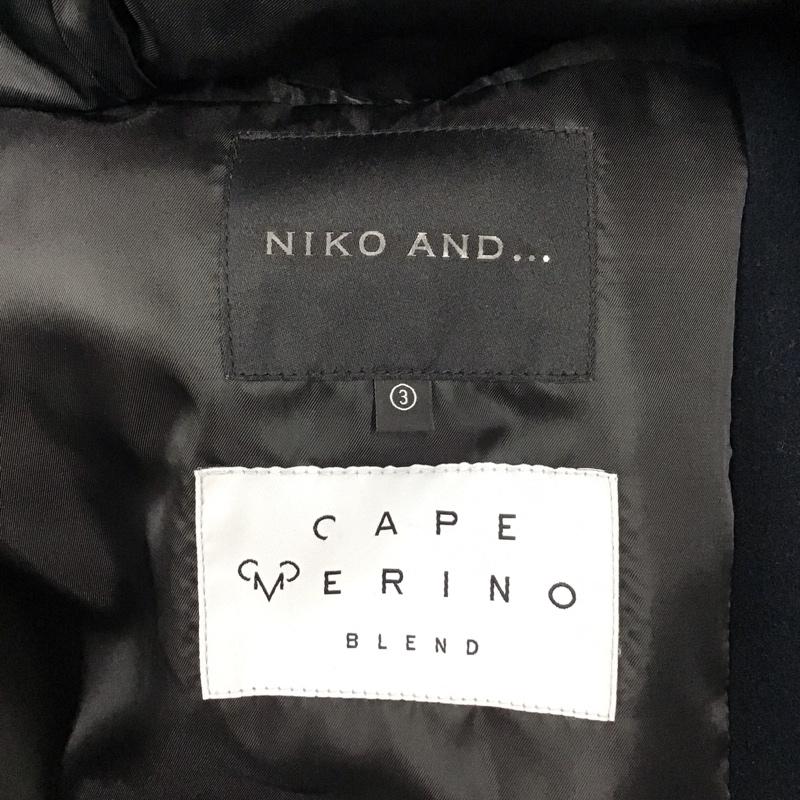 NIKO AND...
③
CAPE
MERINO
BLEND